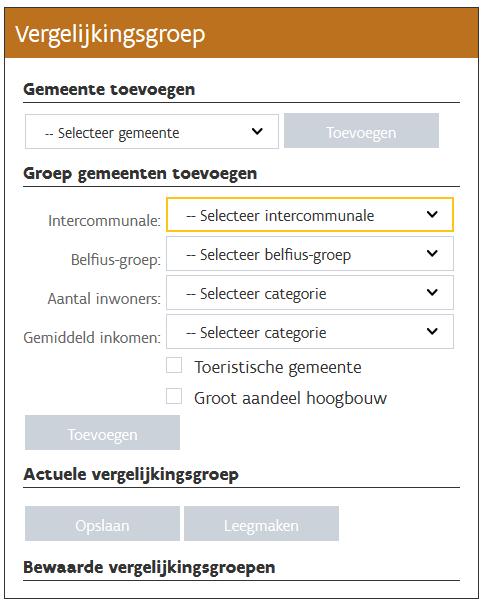 Vergelijkingsgroep
Gemeente toevoegen
-- Selecteer gemeente Toevoegen
Groep gemeenten toevoegen
Intercommunale: -- Selecteer intercommunale
Belfius-groep: -- Selecteer belfius-groep
Aantal inwoners: -- Selecteer categorie
Gemiddeld inkomen: -- Selecteer categorie
Toeristische gemeente
Groot aandeel hoogbouw
Toevoegen
Actuele vergelijkingsgroep
Opslaan Leegmaken
Bewaarde vergelijkingsgroepen